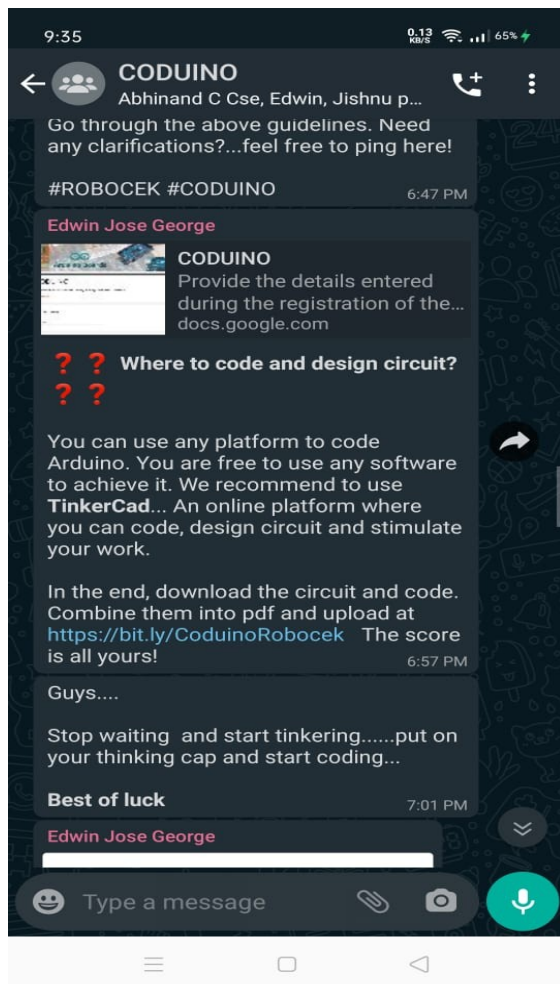 9:35
0.13
KB/S
65%
CODUINO
Abhinand C Cse, Edwin, Jishnu p...
Go through the above guidelines. Need
any clarifications?...feel free to ping here!
#ROBOCEK #CODUINO
6:47 PM
Edwin Jose George
CODUINO
Provide the details entered
during the registration of the...
docs.google.com
❓ ❓ Where to code and design circuit?
❓ ❓
You can use any platform to code
Arduino. You are free to use any software
to achieve it. We recommend to use
TinkerCad... An online platform where
you can code, design circuit and stimulate
your work.
In the end, download the circuit and code.
Combine them into pdf and upload at
https://bit.ly/CoduinoRobocek The score
is all yours!
6:57 PM
Guys....
Stop waiting and start tinkering......put on
your thinking cap and start coding...
Best of luck
7:01 PM
Edwin Jose George
Type a message